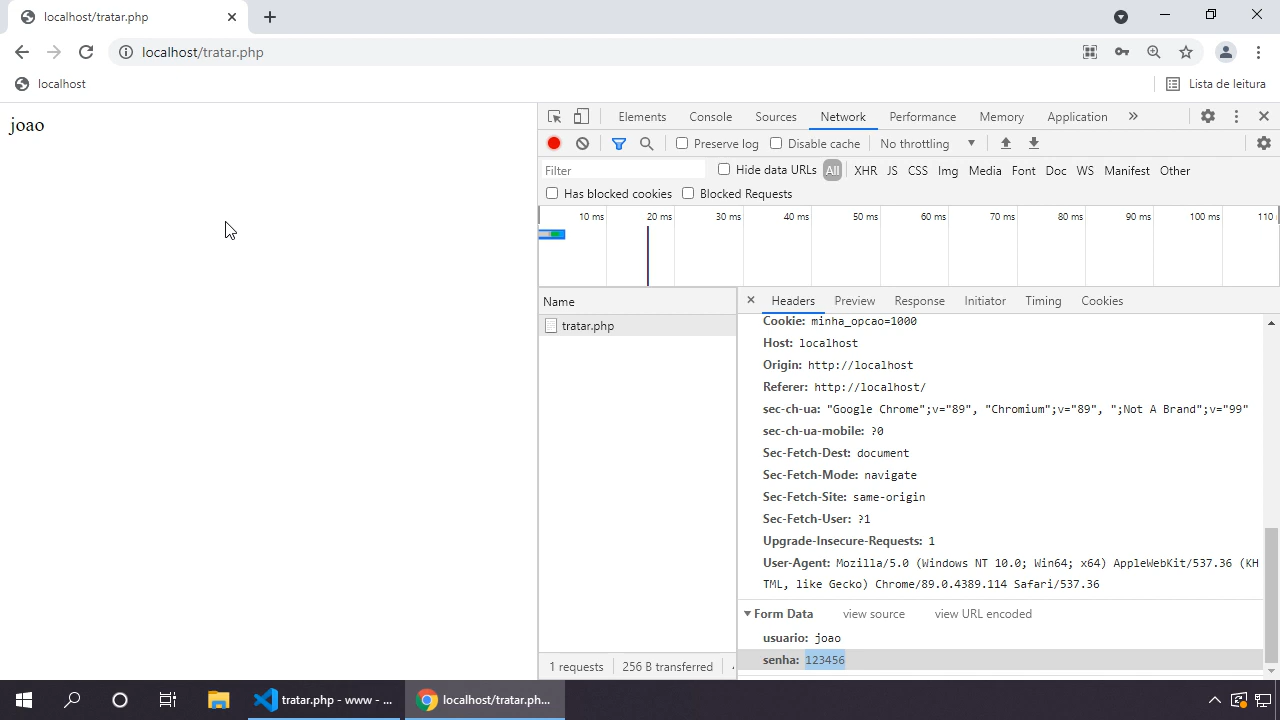 localhost/tratar.php
localhost/tratar.php
localhost
Lista de leitura
joao
Elements Console Sources Network Performance Memory Application
Preserve log Disable cache No throttling
Filter Hide data URLs All XHR JS CSS Img Media Font Doc WS Manifest Other
Has blocked cookies Blocked Requests
10 ms 20 ms 30 ms 40 ms 50 ms 60 ms 70 ms 80 ms 90 ms 100 ms 110
Name
Headers Preview Response Initiator Timing Cookies
tratar.php
Cookie: minha_opcao=1000
Host: localhost
Origin: http://localhost
Referer: http://localhost/
sec-ch-ua: "Google Chrome";v="89", "Chromium";v="89", ";Not A Brand";v="99"
sec-ch-ua-mobile: ?0
Sec-Fetch-Dest: document
Sec-Fetch-Mode: navigate
Sec-Fetch-Site: same-origin
Sec-Fetch-User: ?1
Upgrade-Insecure-Requests: 1
User-Agent: Mozilla/5.0 (Windows NT 10.0; Win64; x64) AppleWebKit/537.36 (KH
TML, like Gecko) Chrome/89.0.4389.114 Safari/537.36
Form Data view source view URL encoded
usuario: joao
senha: 123456
1 requests 256 B transferred
tratar.php - www - ...
localhost/tratar.ph...